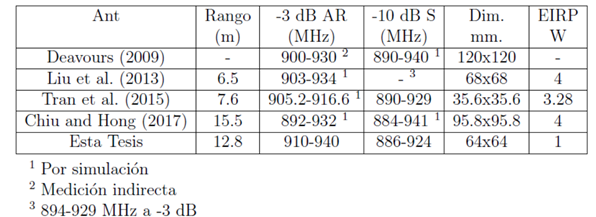 Ant Rango -3 dB AR -10 dB S Dim. EIRP
(m) (MHz) (MHz) mm. W
Deavours (2009) - 900-930 ² 890-940 ¹ 120x120 -
Liu et al. (2013) 6.5 903-934 ¹ - ³ 68x68 4
Tran et al. (2015) 7.6 905.2-916.6 ¹ 890-929 35.6x35.6 3.28
Chiu and Hong (2017) 15.5 892-932 ¹ 884-941 ¹ 95.8x95.8 4
Esta Tesis 12.8 910-940 886-924 64x64 1
¹ Por simulación
² Medición indirecta
³ 894-929 MHz a -3 dB